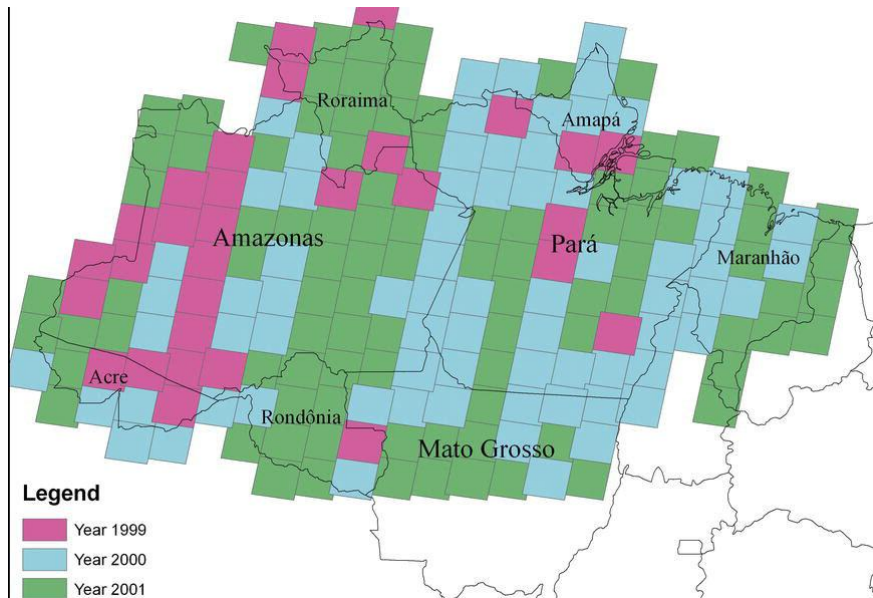 Roraima
Amapá
Amazonas
Pará
Maranhão
Acre
Rondônia
Mato Grosso
Legend
Year 1999
Year 2000
Year 2001